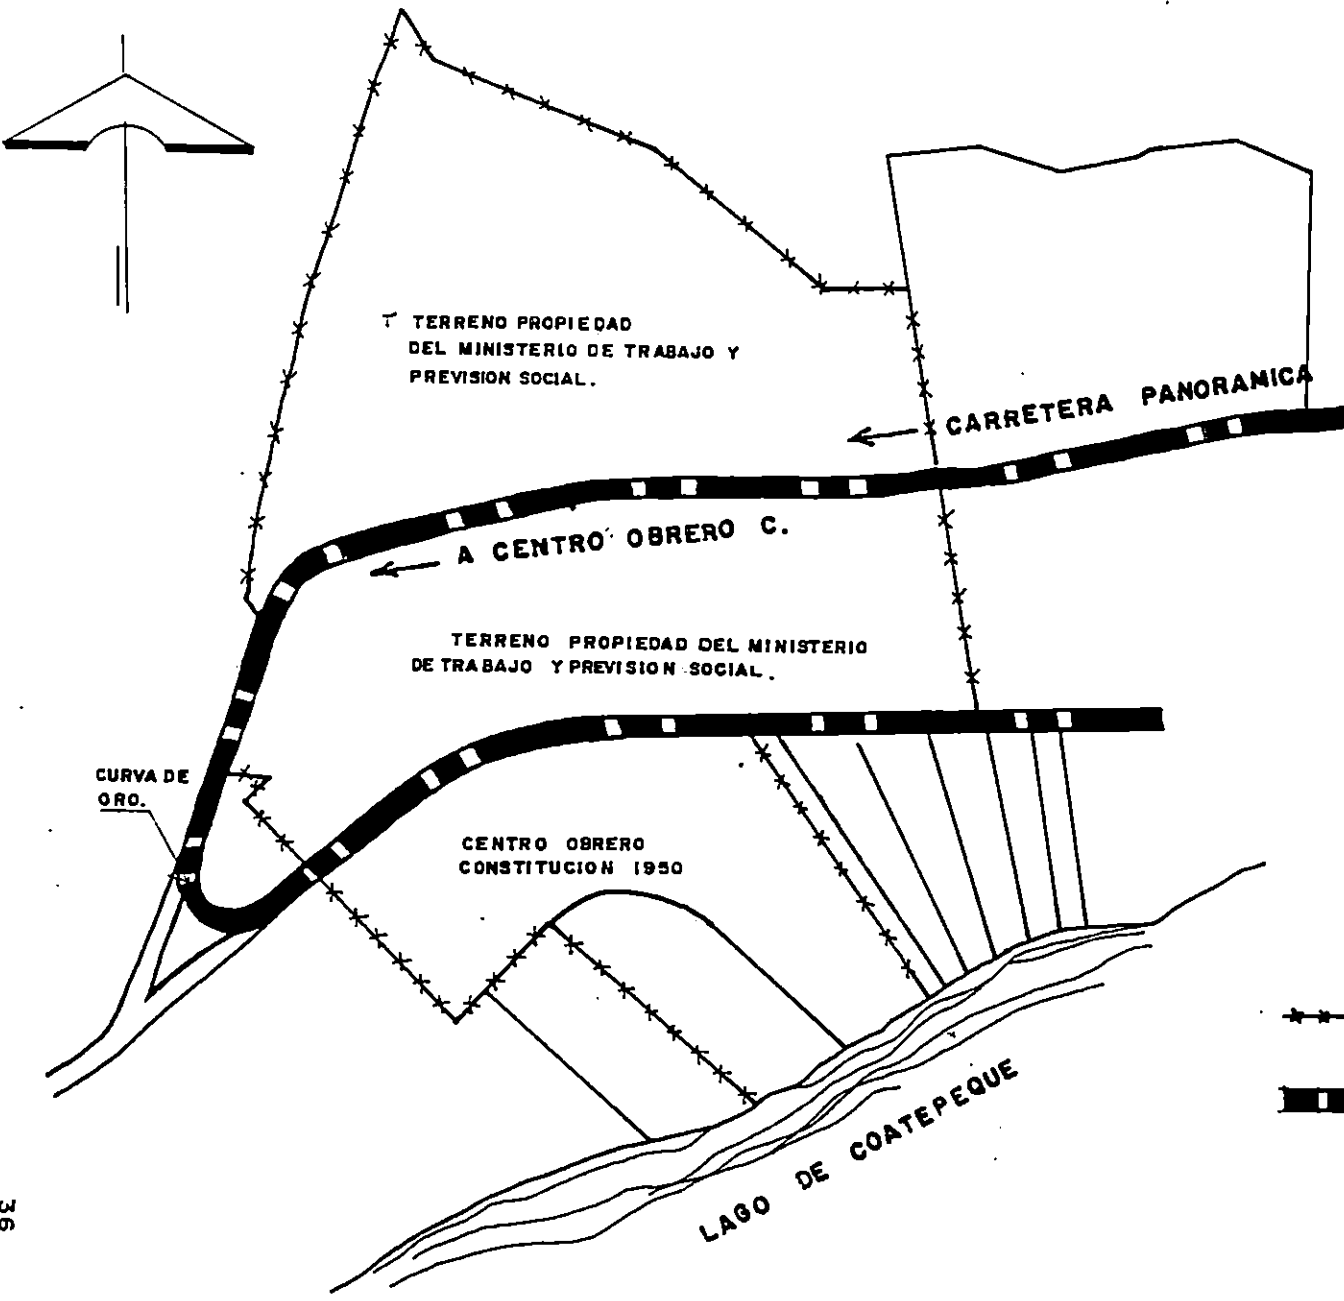 TERRENO PROPIEDAD
DEL MINISTERIO DE TRABAJO Y
PREVISION SOCIAL.
CARRETERA PANORAMICA
A CENTRO OBRERO C.
TERRENO PROPIEDAD DEL MINISTERIO
DE TRABAJO Y PREVISION SOCIAL.
CURVA DE
ORO.
CENTRO OBRERO
CONSTITUCION 1950
LAGO DE COATEPEQUE
36